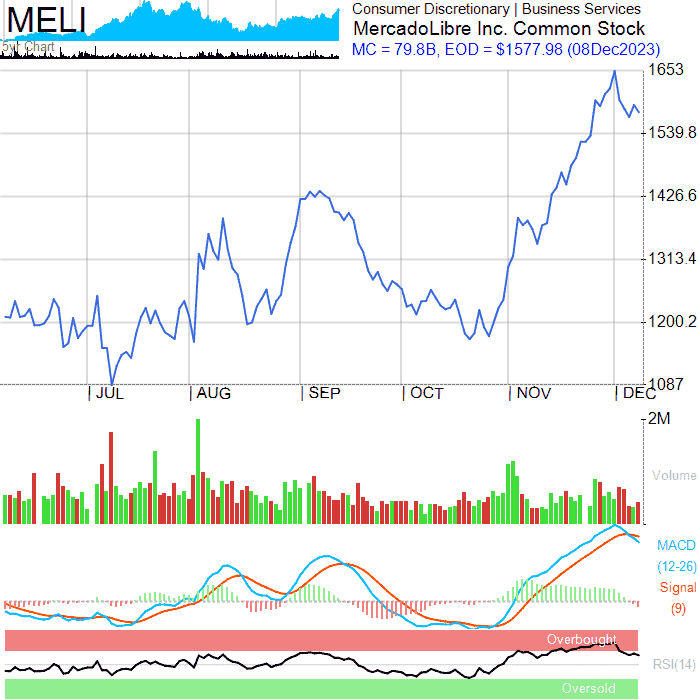 MELI
5yr Chart
Consumer Discretionary | Business Services
MercadoLibre Inc. Common Stock
MC = 79.8B, EOD = $1577.98 (08Dec2023)
1653
1539.8
1426.6
1313.4
1200.2
1087
JUL
AUG
SEP
OCT
NOV
DEC
2M
Volume
MACD
(12-26)
Signal
(9)
Overbought
RSI(14)
Oversold